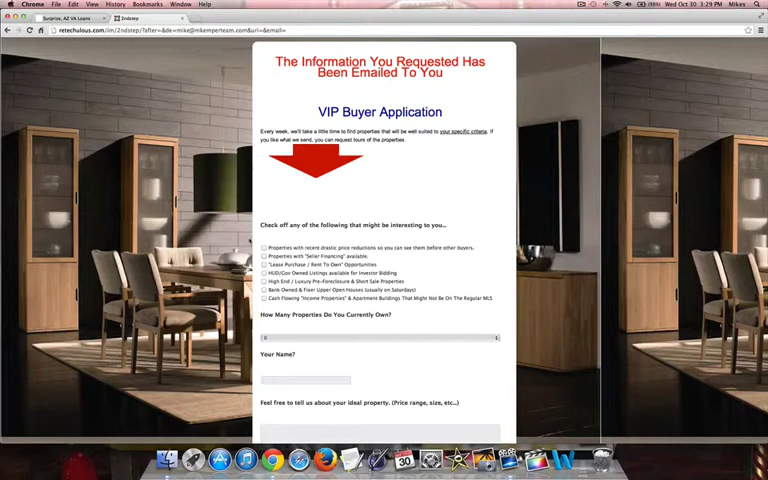 Chrome File Edit View History Bookmarks Window Help
(98%) Wed Oct 30 3:29 PM Mikes
Surprise, AZ VA Loans
2ndstep
retechulous.com/im/2ndstep/?after=&de=mike@mkemperteam.com&url=&email=
The Information You Requested Has
Been Emailed To You
VIP Buyer Application
Every week, we'll take a little time to find properties that will be well suited to your specific criteria. If
you like what we send, you can request tours of the properties.
Check off any of the following that might be interesting to you...
Properties with recent drastic price reductions so you can see them before other buyers.
Properties with "Seller Financing" available.
"Lease Purchase / Rent To Own" Opportunities
HUD/Gov Owned Listings available for Investor Bidding
High End / Luxury Pre-Foreclosure & Short Sale Properties
Bank Owned & Fixer Upper Open Houses (usually on Saturdays)
Cash Flowing "Income Properties" & Apartment Buildings That Might Not Be On The Regular MLS
How Many Properties Do You Currently Own?
0
Your Name?
Feel free to tell us about your ideal property. (Price range, size, etc...)
30